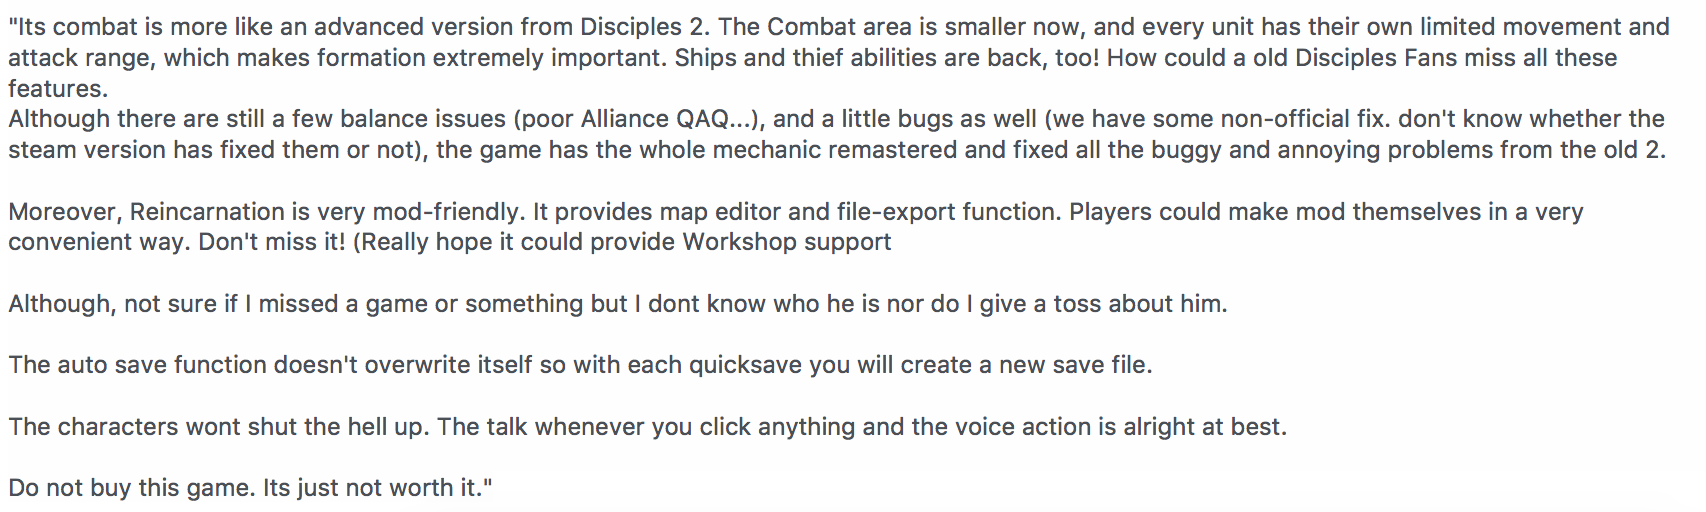 "Its combat is more like an advanced version from Disciples 2. The Combat area is smaller now, and every unit has their own limited movement and
attack range, which makes formation extremely important. Ships and thief abilities are back, too! How could a old Disciples Fans miss all these
features.
Although there are still a few balance issues (poor Alliance QAQ...), and a little bugs as well (we have some non-official fix. don't know whether the
steam version has fixed them or not), the game has the whole mechanic remastered and fixed all the buggy and annoying problems from the old 2.
Moreover, Reincarnation is very mod-friendly. It provides map editor and file-export function. Players could make mod themselves in a very
convenient way. Don't miss it! (Really hope it could provide Workshop support
Although, not sure if I missed a game or something but I dont know who he is nor do I give a toss about him.
The auto save function doesn't overwrite itself so with each quicksave you will create a new save file.
The characters wont shut the hell up. The talk whenever you click anything and the voice action is alright at best.
Do not buy this game. Its just not worth it."